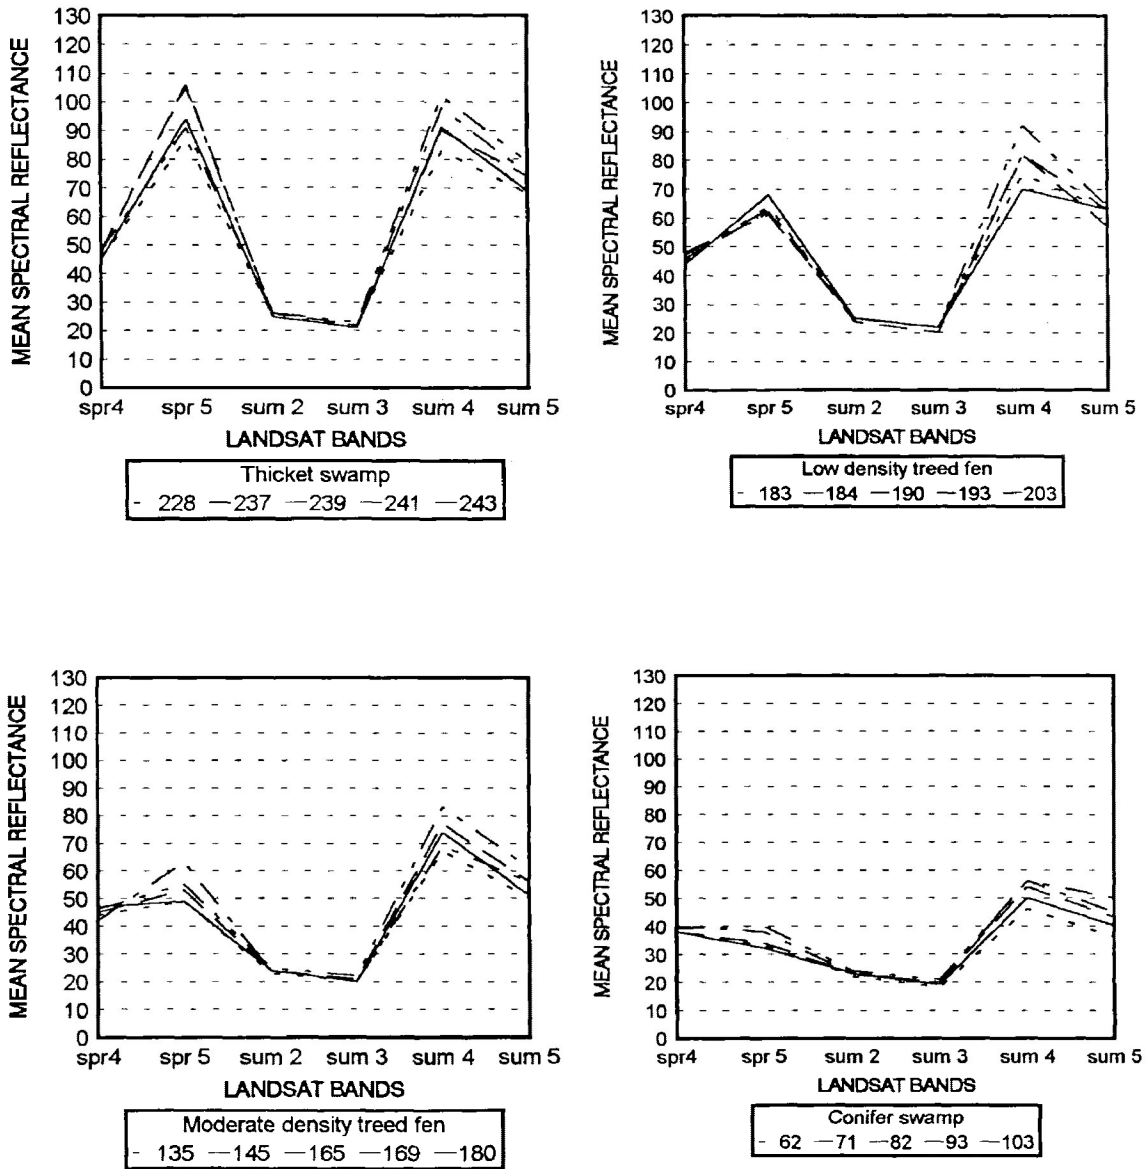 MEAN SPECTRAL REFLECTANCE
130
120
110
100
90
80
70
60
50
40
30
20
10
0
spr4 spr 5 sum 2 sum 3 sum 4 sum 5
LANDSAT BANDS
Thicket swamp
228 237 239 241 243
MEAN SPECTRAL REFLECTANCE
130
120
110
100
90
80
70
60
50
40
30
20
10
0
spr4 spr 5 sum 2 sum 3 sum 4 sum 5
LANDSAT BANDS
Low density treed fen
183 184 190 193 203
MEAN SPECTRAL REFLECTANCE
130
120
110
100
90
80
70
60
50
40
30
20
10
0
spr4 spr 5 sum 2 sum 3 sum 4 sum 5
LANDSAT BANDS
Moderate density treed fen
135 145 165 169 180
MEAN SPECTRAL REFLECTANCE
130
120
110
100
90
80
70
60
50
40
30
20
10
0
spr4 spr 5 sum 2 sum 3 sum 4 sum 5
LANDSAT BANDS
Conifer swamp
62 71 82 93 103